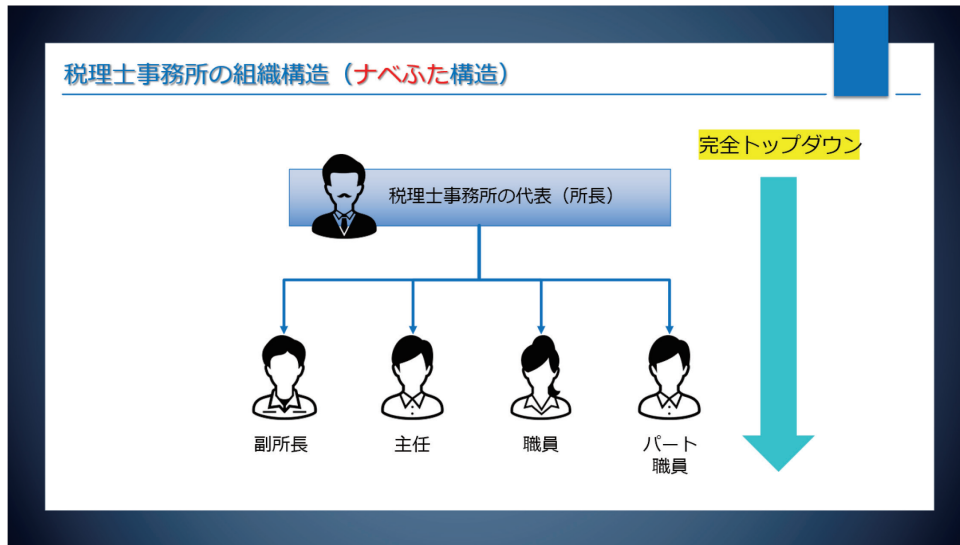 税理士事務所の組織構造（ナベふた構造）
完全トップダウン
税理士事務所の代表（所長）
副所長
主任
職員
パート
職員